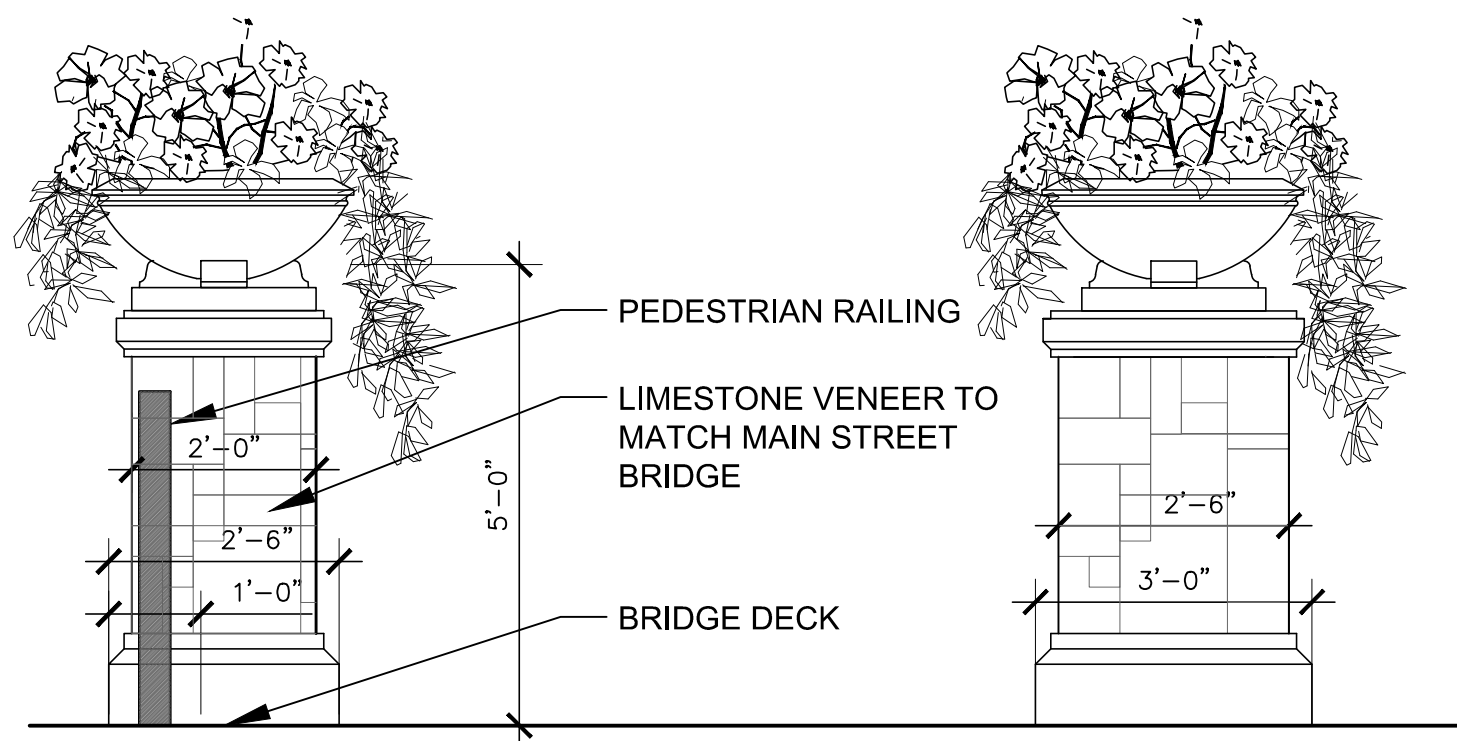 PEDESTRIAN RAILING
LIMESTONE VENEER TO
MATCH MAIN STREET
BRIDGE
2’-0”
5’-0”
2’-6”
2’-6”
3’-0”
1’-0”
BRIDGE DECK